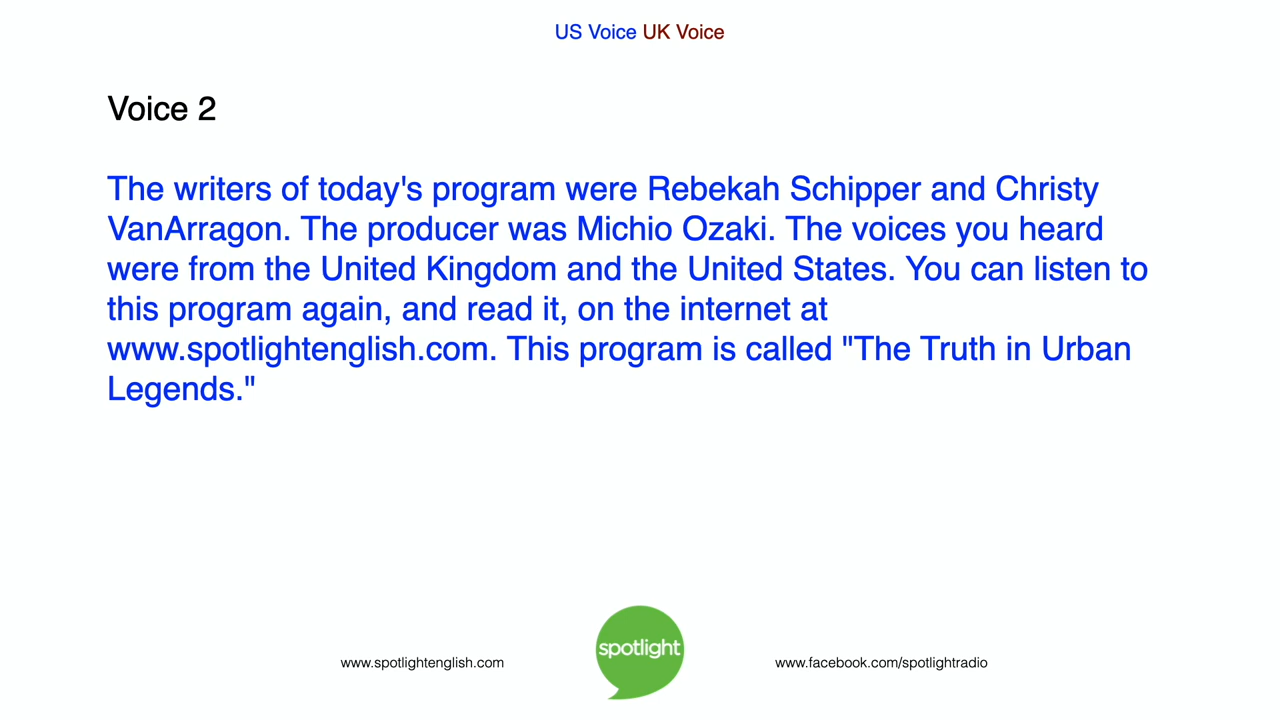 US Voice UK Voice
Voice 2
The writers of today's program were Rebekah Schipper and Christy
VanArragon. The producer was Michio Ozaki. The voices you heard
were from the United Kingdom and the United States. You can listen to
this program again, and read it, on the internet at
www.spotlightenglish.com. This program is called "The Truth in Urban
Legends."
www.spotlightenglish.com
spotlight
www.facebook.com/spotlightradio